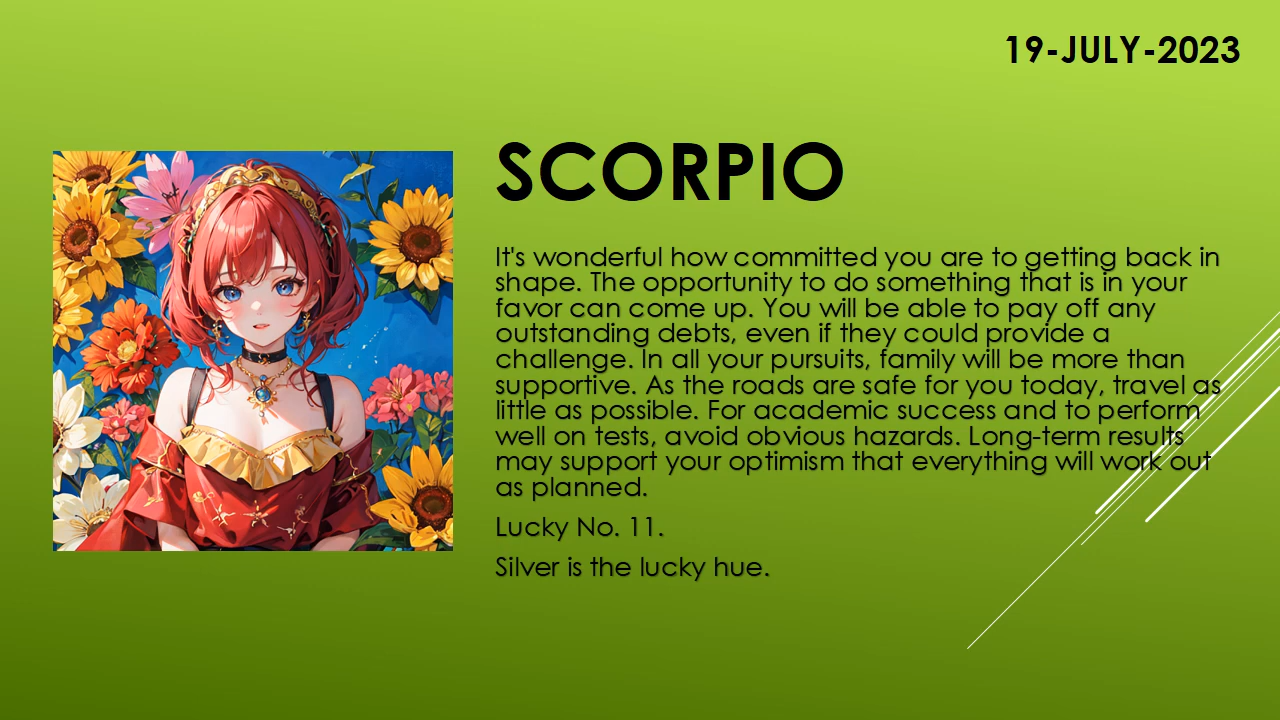 19-JULY-2023
SCORPIO
It's wonderful how committed you are to getting back in
shape. The opportunity to do something that is in your
favor can come up. You will be able to pay off any
outstanding debts, even if they could provide a
challenge. In all your pursuits, family will be more than
supportive. As the roads are safe for you today, travel as
little as possible. For academic success and to perform
well on tests, avoid obvious hazards. Long-term results
may support your optimism that everything will work out
as planned.
Lucky No. 11.
Silver is the lucky hue.